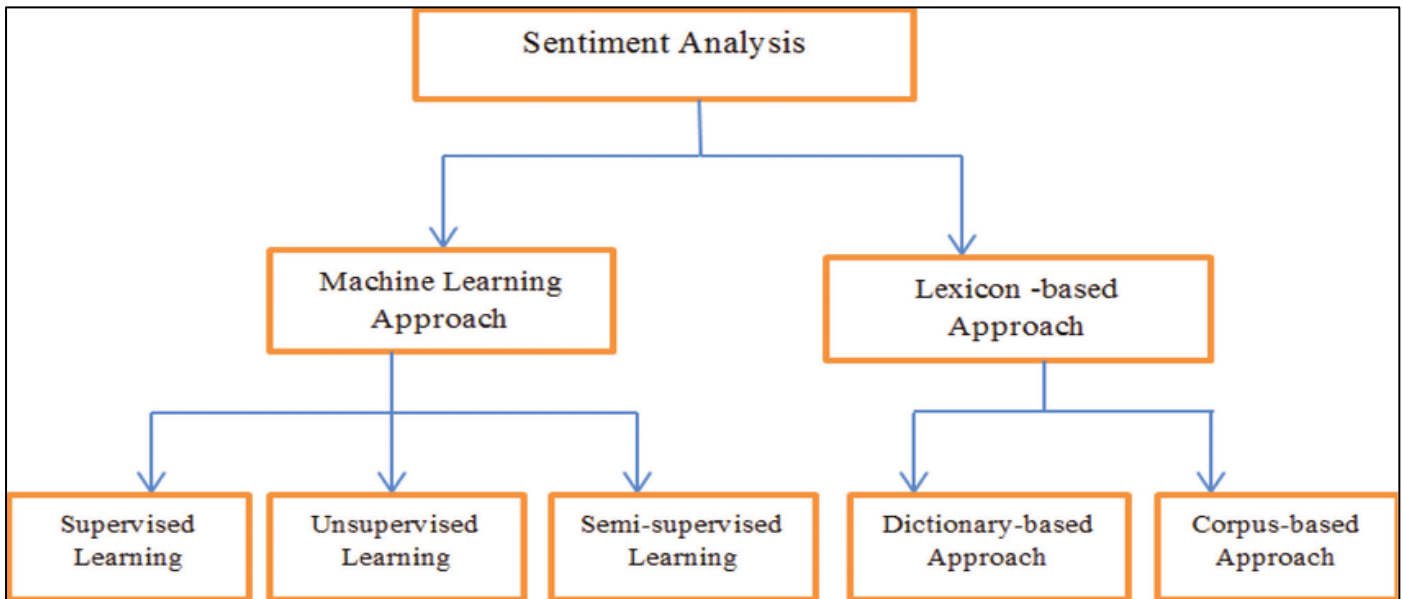 Sentiment Analysis
Machine Learning
Approach
Lexicon -based
Approach
Supervised
Learning
Unsupervised
Learning
Semi-supervised
Learning
Dictionary-based
Approach
Corpus-based
Approach